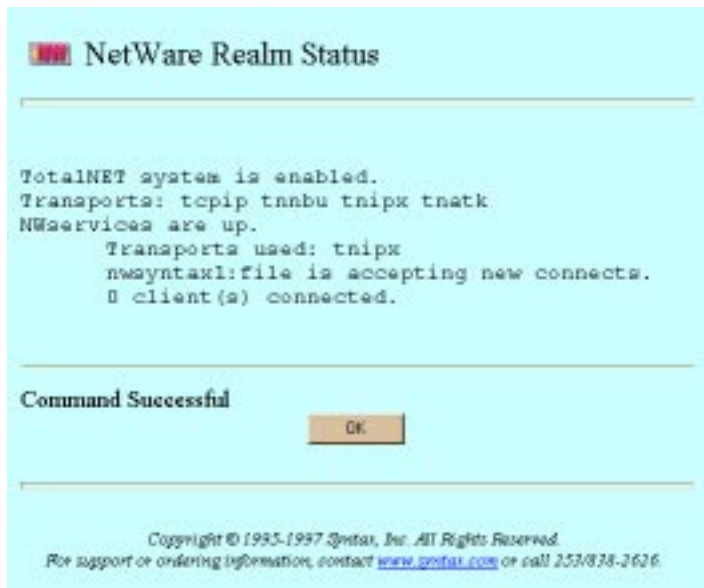 NetWare Realm Status
TotalNET system is enabled.
Transports: tcpip tnnbu tnipx tnatk
NWservices are up.
Transports used: tnipx
nwsyntax1:file is accepting new connects.
0 client(s) connected.
Command Successful
OK
Copyright © 1995-1997 Syntax, Inc. All Rights Reserved.
For support or ordering information, contact www.syntax.com or call 253/838-2626.